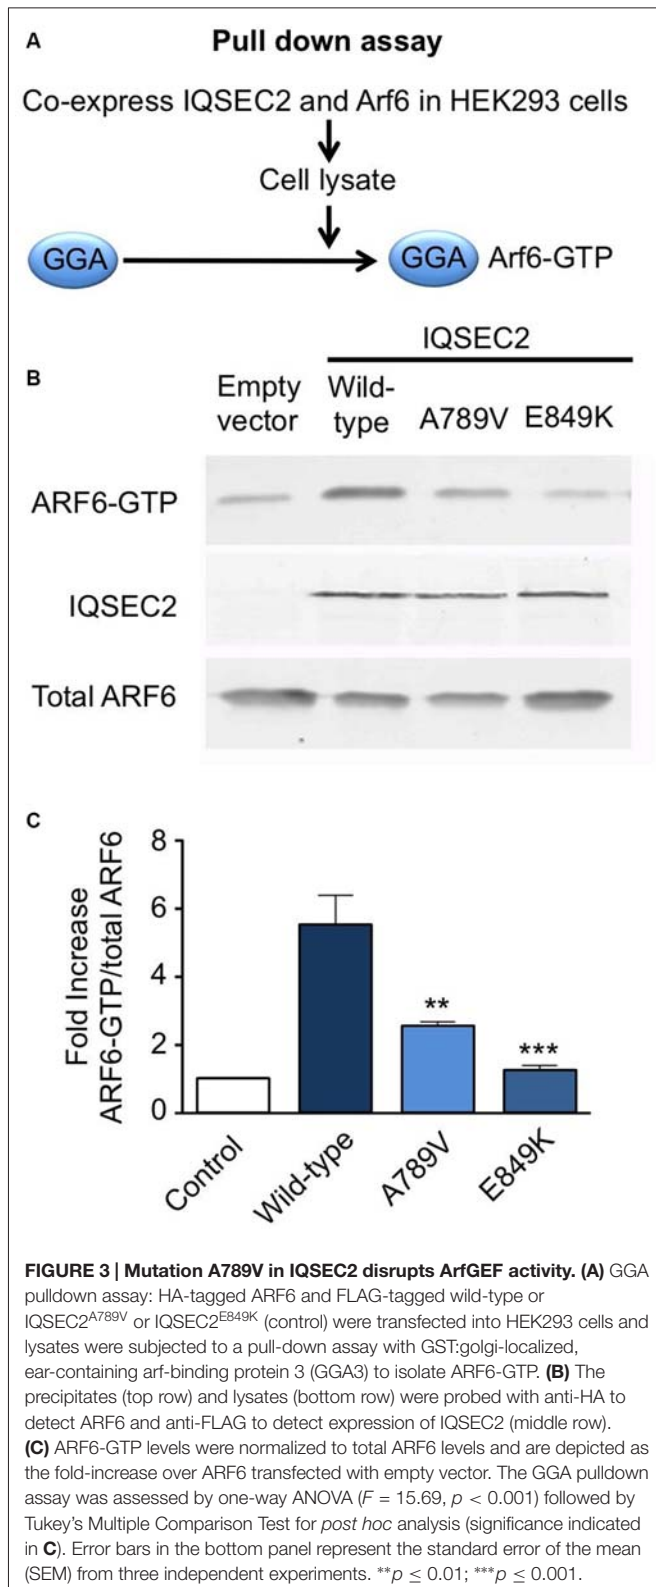 A
Pull down assay
Co-express IQSEC2 and Arf6 in HEK293 cells
Cell lysate
GGA
GGA Arf6-GTP
IQSEC2
B
Empty vector
Wild-type
A789V
E849K
ARF6-GTP
IQSEC2
Total ARF6
C
Fold Increase
ARF6-GTP/total ARF6
8
6
4
2
0
**
***
Control
Wild-type
A789V
E849K
FIGURE 3 | Mutation A789V in IQSEC2 disrupts ArfGEF activity. (A) GGA
pulldown assay: HA-tagged ARF6 and FLAG-tagged wild-type or
IQSEC2A789V or IQSEC2E849K (control) were transfected into HEK293 cells and
lysates were subjected to a pull-down assay with GST:golgi-localized,
ear-containing arf-binding protein 3 (GGA3) to isolate ARF6-GTP. (B) The
precipitates (top row) and lysates (bottom row) were probed with anti-HA to
detect ARF6 and anti-FLAG to detect expression of IQSEC2 (middle row).
(C) ARF6-GTP levels were normalized to total ARF6 levels and are depicted as
the fold-increase over ARF6 transfected with empty vector. The GGA pulldown
assay was assessed by one-way ANOVA (F = 15.69, p < 0.001) followed by
Tukey's Multiple Comparison Test for post hoc analysis (significance indicated
in C). Error bars in the bottom panel represent the standard error of the mean
(SEM) from three independent experiments. **p ≤ 0.01; ***p ≤ 0.001.